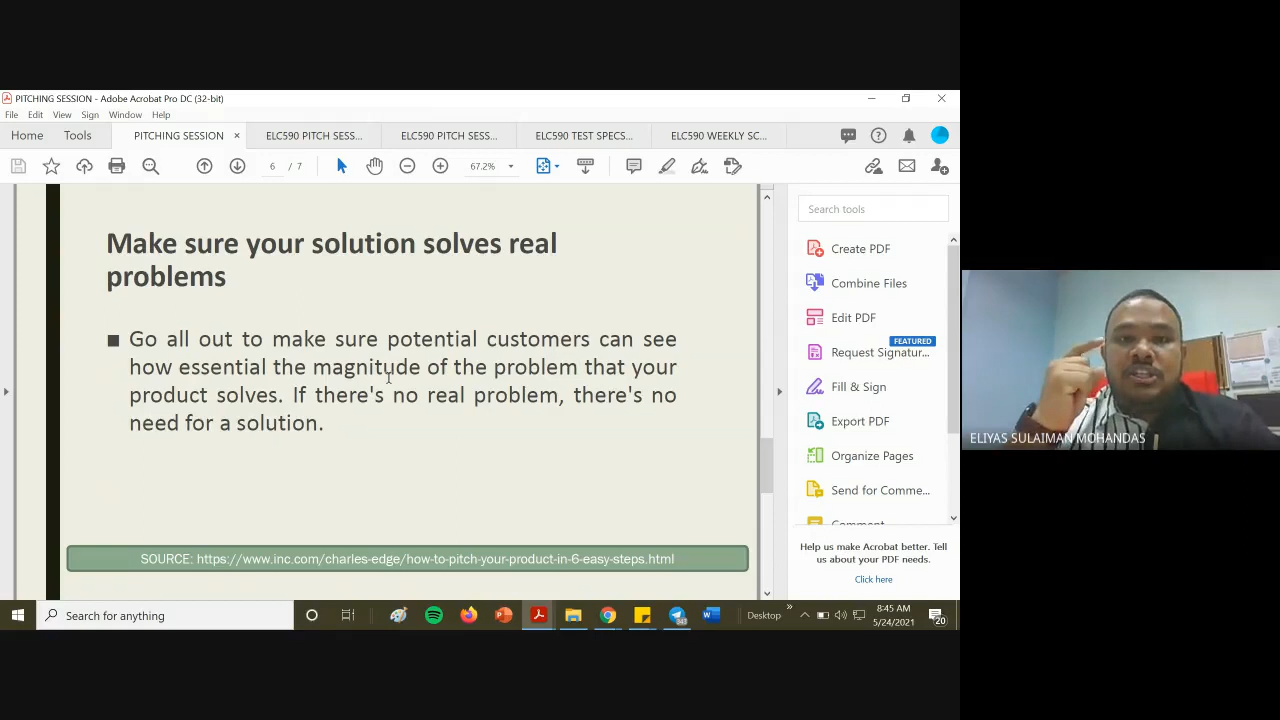 PITCHING SESSION - Adobe Acrobat Pro DC (32-bit)
File Edit View Sign Window Help
Home Tools PITCHING SESSION × ELC590 PITCH SESS... ELC590 PITCH SESS... ELC590 TEST SPECS... ELC590 WEEKLY SC...
6 / 7 67.2%
Make sure your solution solves real
problems
Go all out to make sure potential customers can see
how essential the magnitude of the problem that your
product solves. If there's no real problem, there's no
need for a solution.
SOURCE: https://www.inc.com/charles-edge/how-to-pitch-your-product-in-6-easy-steps.html
Search tools
Create PDF
Combine Files
Edit PDF
FEATURED
Request Signatur...
Fill & Sign
Export PDF
Organize Pages
Send for Comme...
Comment
Help us make Acrobat better. Tell
us about your PDF needs.
Click here
ELIYAS SULAIMAN MOHANDAS
Search for anything
Desktop
8:45 AM
5/24/2021
20